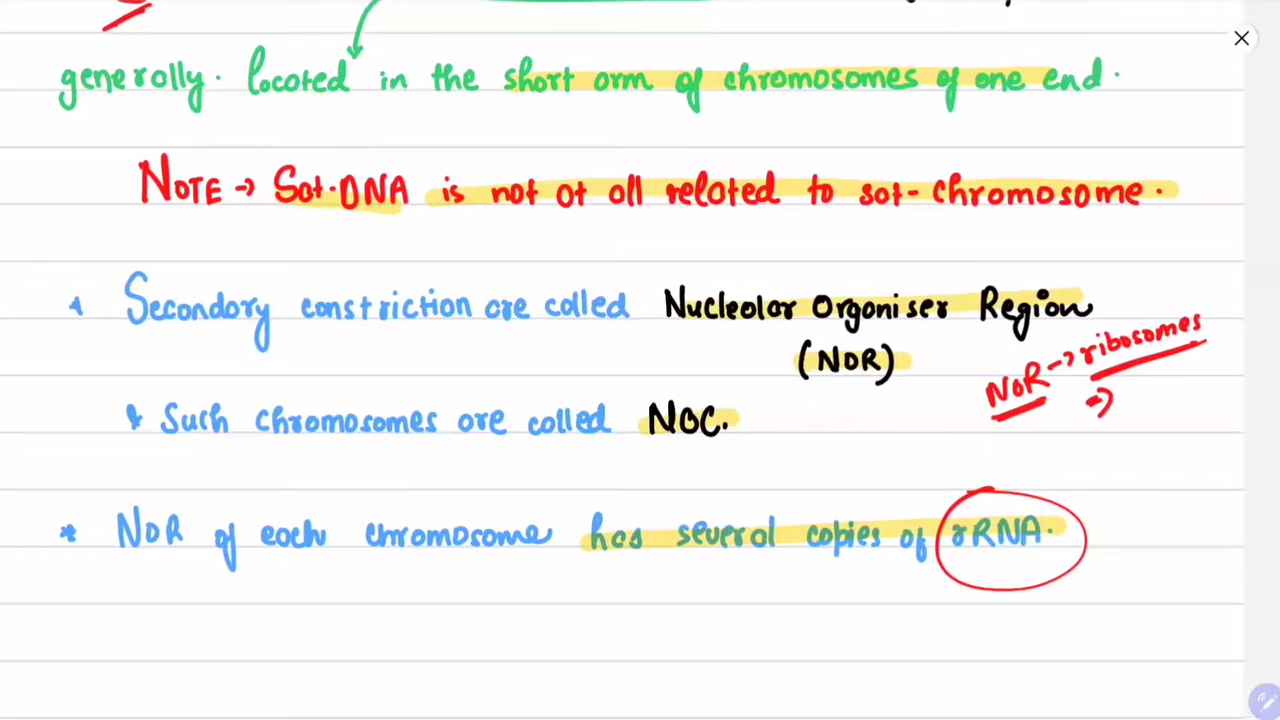 generally. located in the short arm of chromosomes of one end.
NOTE → Sat.DNA is not at all related to sat-chromosome.
* Secondary constriction are called Nucleolar Organiser Region
(NOR)
NOR → ribosomes
⇒
* Such chromosomes are called NOC.
* NOR of each chromosome has several copies of rRNA.